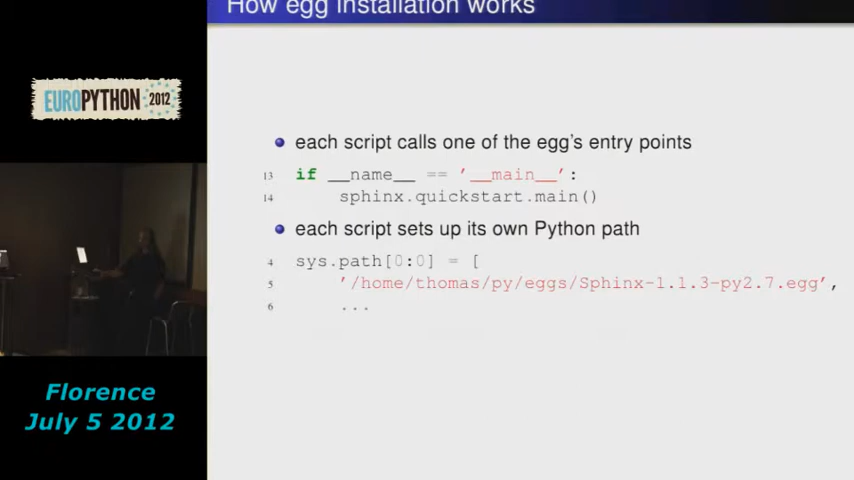 How egg installation works
EUROPYTHON 2012
each script calls one of the egg's entry points
13 if __name__ == '__main__':
14 sphinx.quickstart.main()
each script sets up its own Python path
4 sys.path[0:0] = [
5 '/home/thomas/py/eggs/Sphinx-1.1.3-py2.7.egg',
6 ...
Florence
July 5 2012